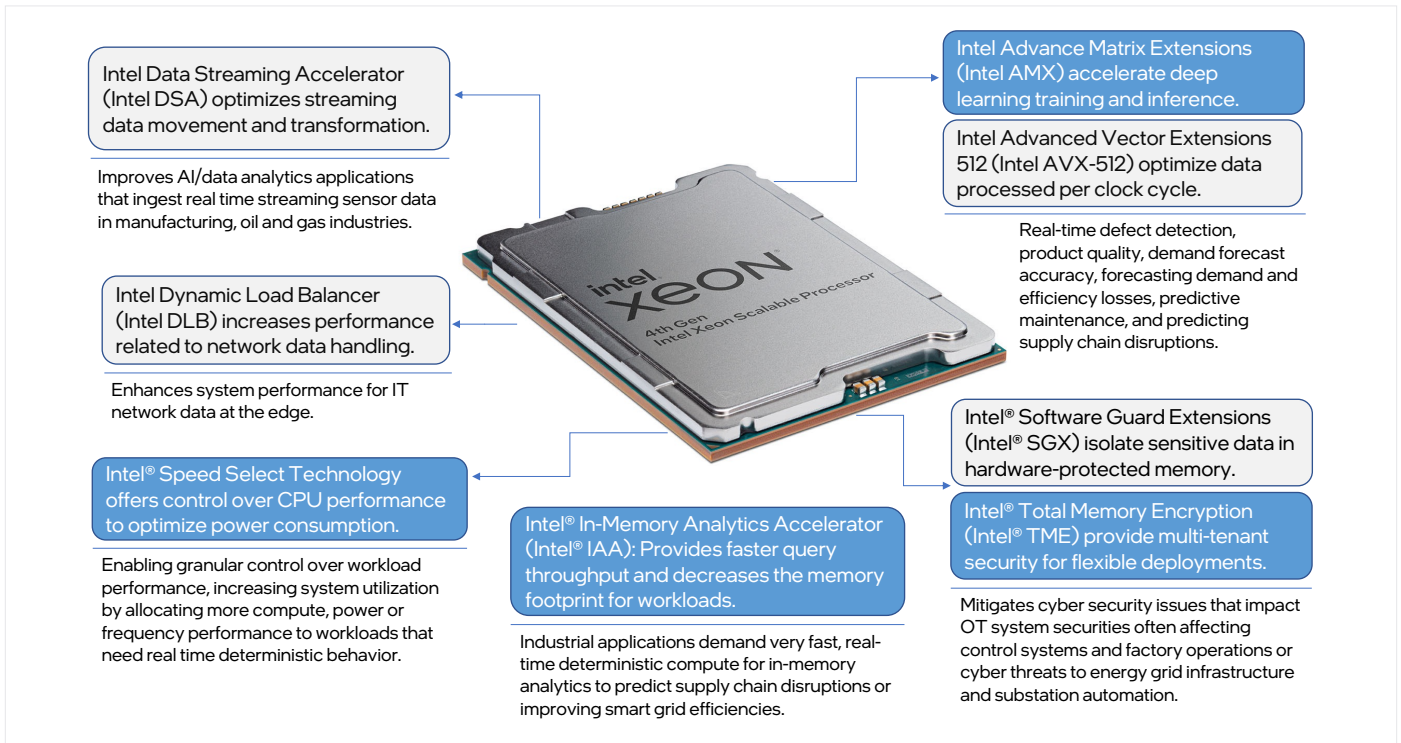 Intel Data Streaming Accelerator
(Intel DSA) optimizes streaming
data movement and transformation.
Improves AI/data analytics applications
that ingest real time streaming sensor data
in manufacturing, oil and gas industries.
Intel Dynamic Load Balancer
(Intel DLB) increases performance
related to network data handling.
Enhances system performance for IT
network data at the edge.
Intel® Speed Select Technology
offers control over CPU performance
to optimize power consumption.
Enabling granular control over workload
performance, increasing system utilization
by allocating more compute, power or
frequency performance to workloads that
need real time deterministic behavior.
intel
xeon
4th Gen
Intel Xeon Scalable Processor
Intel® In-Memory Analytics Accelerator
(Intel® IAA): Provides faster query
throughput and decreases the memory
footprint for workloads.
Industrial applications demand very fast, real-
time deterministic compute for in-memory
analytics to predict supply chain disruptions or
improving smart grid efficiencies.
Intel Advance Matrix Extensions
(Intel AMX) accelerate deep
learning training and inference.
Intel Advanced Vector Extensions
512 (Intel AVX-512) optimize data
processed per clock cycle.
Real-time defect detection,
product quality, demand forecast
accuracy, forecasting demand and
efficiency losses, predictive
maintenance, and predicting
supply chain disruptions.
Intel® Software Guard Extensions
(Intel® SGX) isolate sensitive data in
hardware-protected memory.
Intel® Total Memory Encryption
(Intel® TME) provide multi-tenant
security for flexible deployments.
Mitigates cyber security issues that impact
OT system securities often affecting
control systems and factory operations or
cyber threats to energy grid infrastructure
and substation automation.